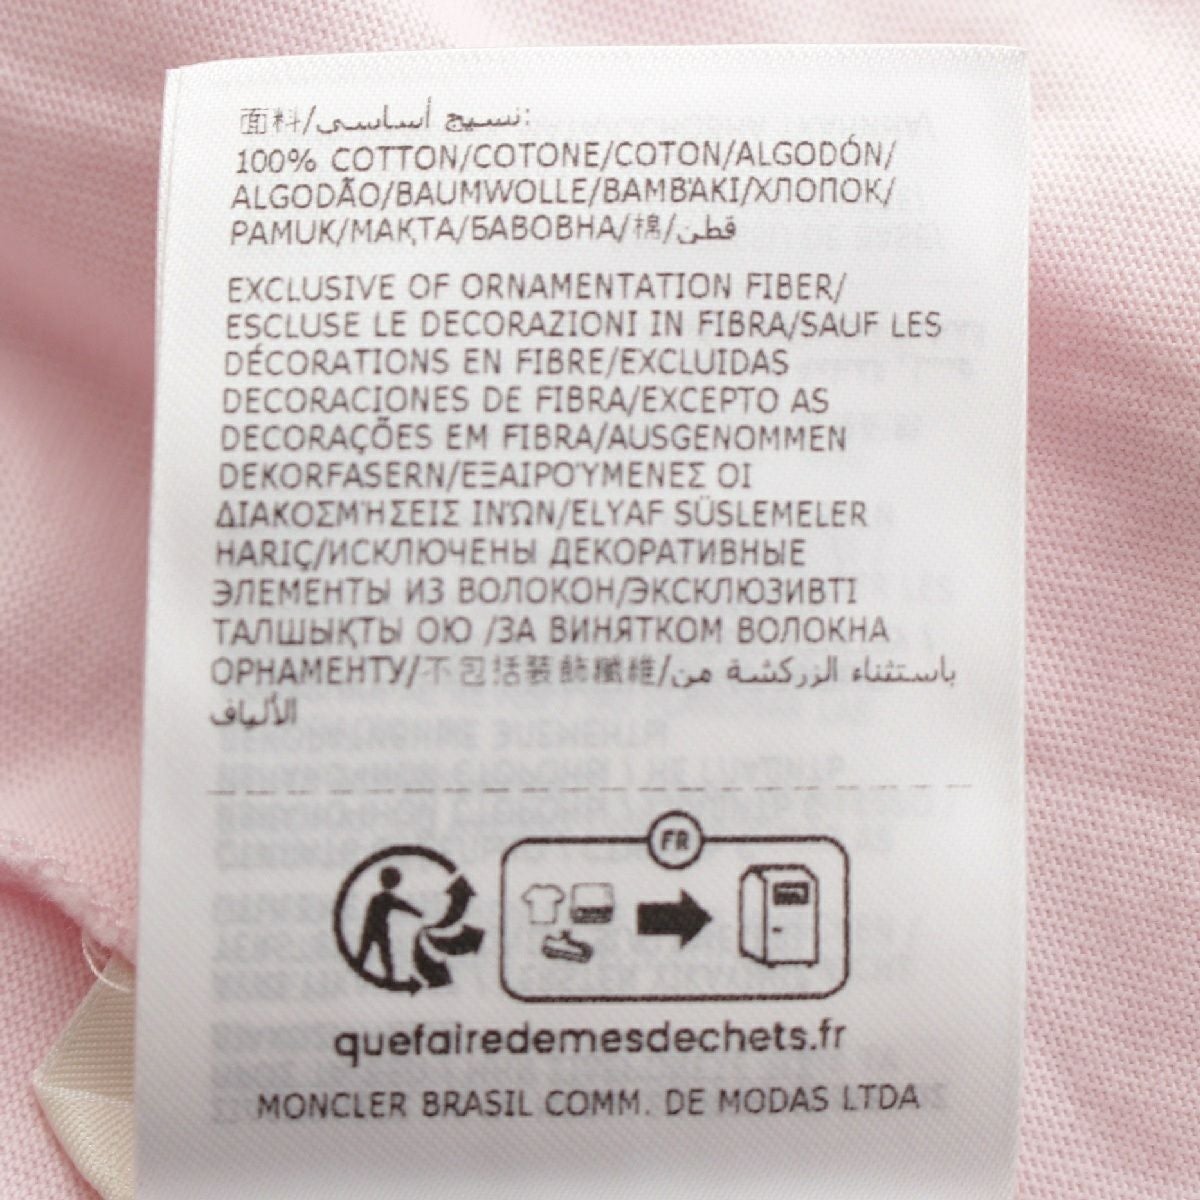 面料/نسيج أساسي:
100% COTTON/COTONE/COTON/ALGODÓN/
ALGODÃO/BAUMWOLLE/ΒΑΜΒΆΚΙ/ХЛОПОК/
PAMUK/МАҚТА/БАВОВНА/棉/قطن
EXCLUSIVE OF ORNAMENTATION FIBER/
ESCLUSE LE DECORAZIONI IN FIBRA/SAUF LES
DÉCORATIONS EN FIBRE/EXCLUIDAS
DECORACIONES DE FIBRA/EXCEPTO AS
DECORAÇÕES EM FIBRA/AUSGENOMMEN
DEKORFASERN/ΕΞΑΙΡΟΎΜΕΝΕΣ ΟΙ
ΔΙΑΚΟΣΜΉΣΕΙΣ ΙΝΏΝ/ELYAF SÜSLEMELER
HARIÇ/ИСКЛЮЧЕНЫ ДЕКОРАТИВНЫЕ
ЭЛЕМЕНТЫ ИЗ ВОЛОКОН/ЭКСКЛЮЗИВТІ
ТАЛШЫҚТЫ ОЮ /ЗА ВИНЯТКОМ ВОЛОКНА
ОРНАМЕНТУ/不包括装飾纖維/باستثناء الزركشة من
الألياف
FR
quefairedemesdechets.fr
MONCLER BRASIL COMM. DE MODAS LTDA